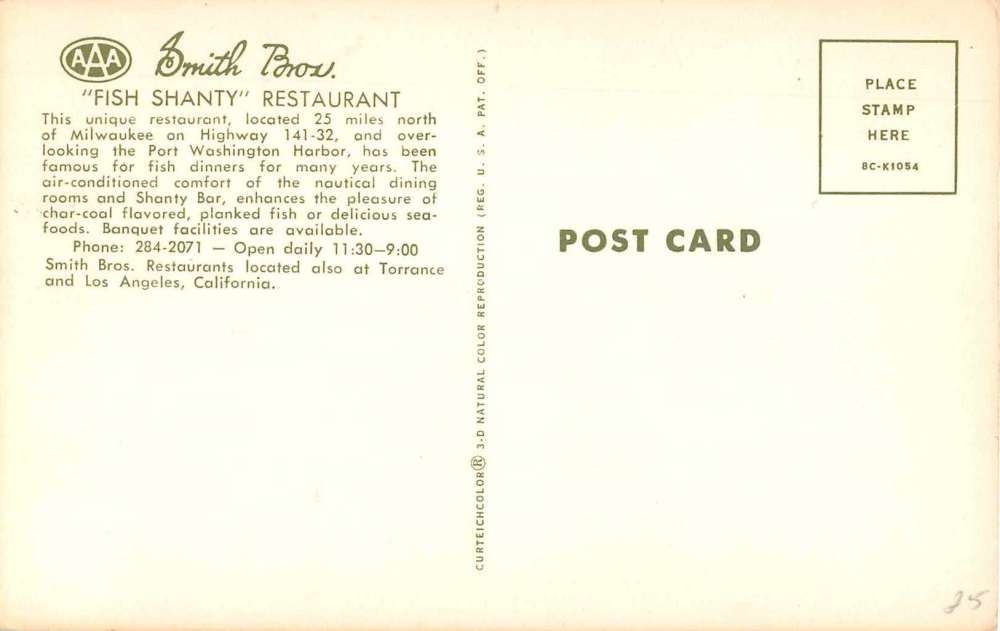 AAA Smith Bros.
"FISH SHANTY" RESTAURANT
This unique restaurant, located 25 miles north
of Milwaukee on Highway 141-32, and over-
looking the Port Washington Harbor, has been
famous for fish dinners for many years. The
air-conditioned comfort of the nautical dining
rooms and Shanty Bar, enhances the pleasure of
char-coal flavored, planked fish or delicious sea-
foods. Banquet facilities are available.
Phone: 284-2071 — Open daily 11:30—9:00
Smith Bros. Restaurants located also at Torrance
and Los Angeles, California.
CURTEICHCOLOR® 3-D NATURAL COLOR REPRODUCTION (REG. U. S. A. PAT. OFF.)
POST CARD
PLACE
STAMP
HERE
8C-K1054